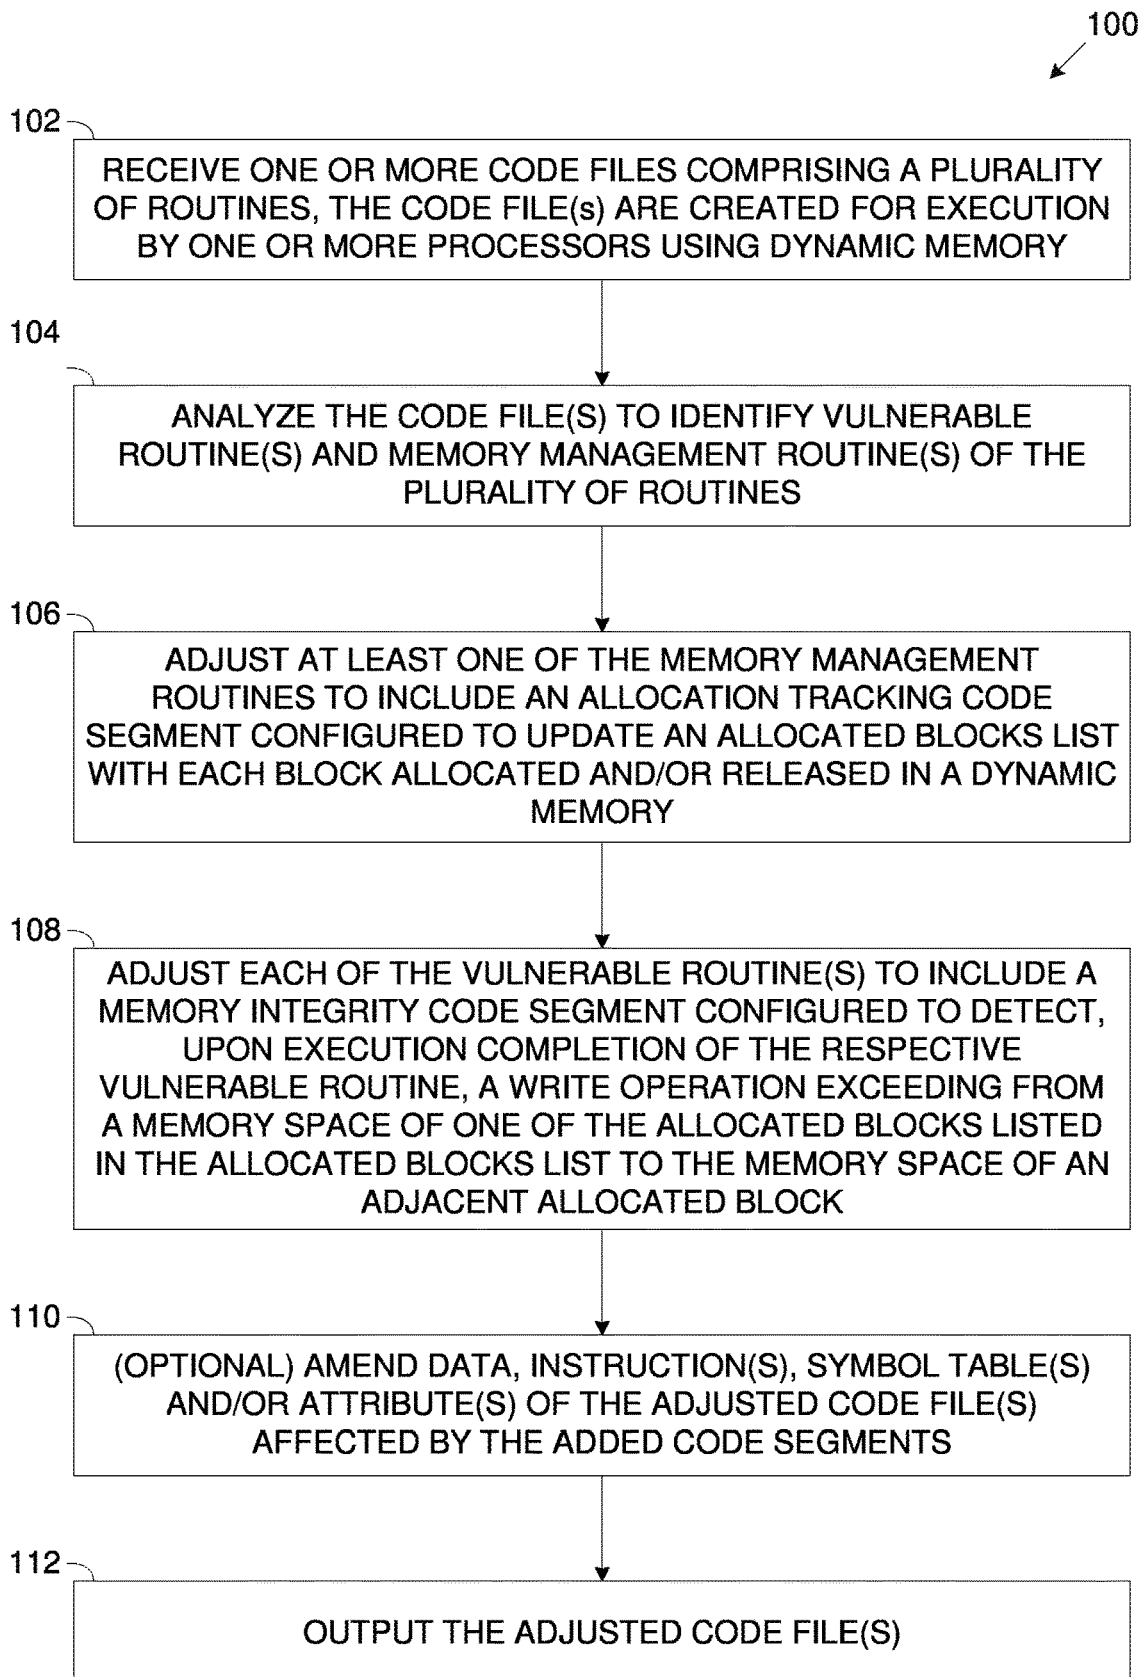 100
102
RECEIVE ONE OR MORE CODE FILES COMPRISING A PLURALITY
OF ROUTINES, THE CODE FILE(s) ARE CREATED FOR EXECUTION
BY ONE OR MORE PROCESSORS USING DYNAMIC MEMORY
104
ANALYZE THE CODE FILE(S) TO IDENTIFY VULNERABLE
ROUTINE(S) AND MEMORY MANAGEMENT ROUTINE(S) OF THE
PLURALITY OF ROUTINES
106
ADJUST AT LEAST ONE OF THE MEMORY MANAGEMENT
ROUTINES TO INCLUDE AN ALLOCATION TRACKING CODE
SEGMENT CONFIGURED TO UPDATE AN ALLOCATED BLOCKS LIST
WITH EACH BLOCK ALLOCATED AND/OR RELEASED IN A DYNAMIC
MEMORY
108
ADJUST EACH OF THE VULNERABLE ROUTINE(S) TO INCLUDE A
MEMORY INTEGRITY CODE SEGMENT CONFIGURED TO DETECT,
UPON EXECUTION COMPLETION OF THE RESPECTIVE
VULNERABLE ROUTINE, A WRITE OPERATION EXCEEDING FROM
A MEMORY SPACE OF ONE OF THE ALLOCATED BLOCKS LISTED
IN THE ALLOCATED BLOCKS LIST TO THE MEMORY SPACE OF AN
ADJACENT ALLOCATED BLOCK
110
(OPTIONAL) AMEND DATA, INSTRUCTION(S), SYMBOL TABLE(S)
AND/OR ATTRIBUTE(S) OF THE ADJUSTED CODE FILE(S)
AFFECTED BY THE ADDED CODE SEGMENTS
112
OUTPUT THE ADJUSTED CODE FILE(S)